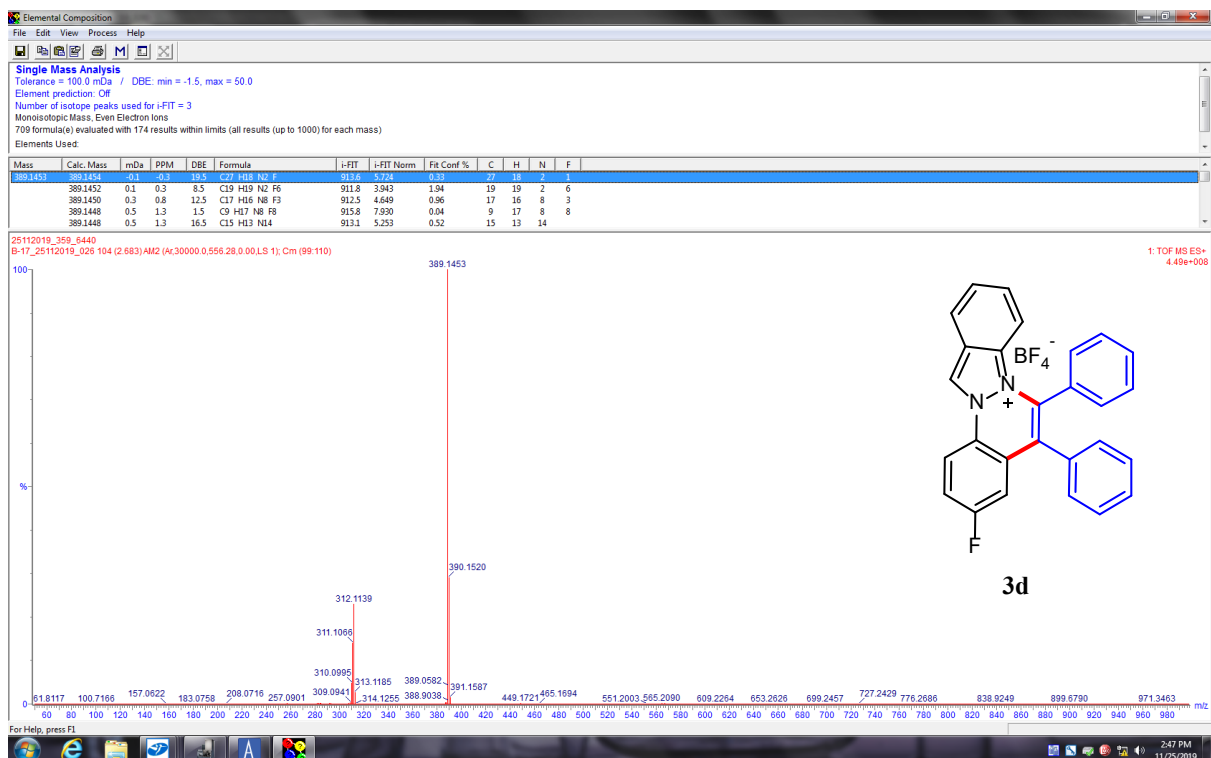 Elemental Composition
File Edit View Process Help
Single Mass Analysis
Tolerance = 100.0 mDa / DBE: min = -1.5, max = 50.0
Element prediction: Off
Number of isotope peaks used for i-FIT = 3
Monoisotopic Mass, Even Electron Ions
709 formula(e) evaluated with 174 results within limits (all results (up to 1000) for each mass)
Elements Used:
Mass Calc. Mass mDa PPM DBE Formula i-FIT i-FIT Norm Fit Conf % C H N F
389.1453 389.1454 -0.1 -0.3 19.5 C27 H18 N2 F 913.6 5.724 0.33 27 18 2 1
389.1452 0.1 0.3 8.5 C19 H19 N2 F6 911.8 3.943 1.94 19 19 2 6
389.1450 0.3 0.8 12.5 C17 H16 N8 F3 912.5 4.649 0.96 17 16 8 3
389.1448 0.5 1.3 1.5 C9 H17 N8 F8 915.8 7.930 0.04 9 17 8 8
389.1448 0.5 1.3 16.5 C15 H13 N14 913.1 5.253 0.52 15 13 14
25112019_359_6440
B-17_25112019_026 104 (2.683) AM2 (Ar,30000.0,556.28,0.00,LS 1); Cm (99:110)
1: TOF MS ES+
4.49e+008
100
389.1453
BF4 -
N
N +
F
3d
%
390.1520
312.1139
311.1066
310.0995
313.1185
389.0582
391.1587
309.0941
314.1255
388.9038
61.8117 100.7166 157.0622 183.0758 208.0716 257.0901 449.1721 465.1694 551.2003 565.2090 609.2264 653.2626 699.2457 727.2429 776.2686 838.9249 899.6790 971.3463
0
m/z
60 80 100 120 140 160 180 200 220 240 260 280 300 320 340 360 380 400 420 440 460 480 500 520 540 560 580 600 620 640 660 680 700 720 740 760 780 800 820 840 860 880 900 920 940 960 980
For Help, press F1
2:47 PM
11/25/2019